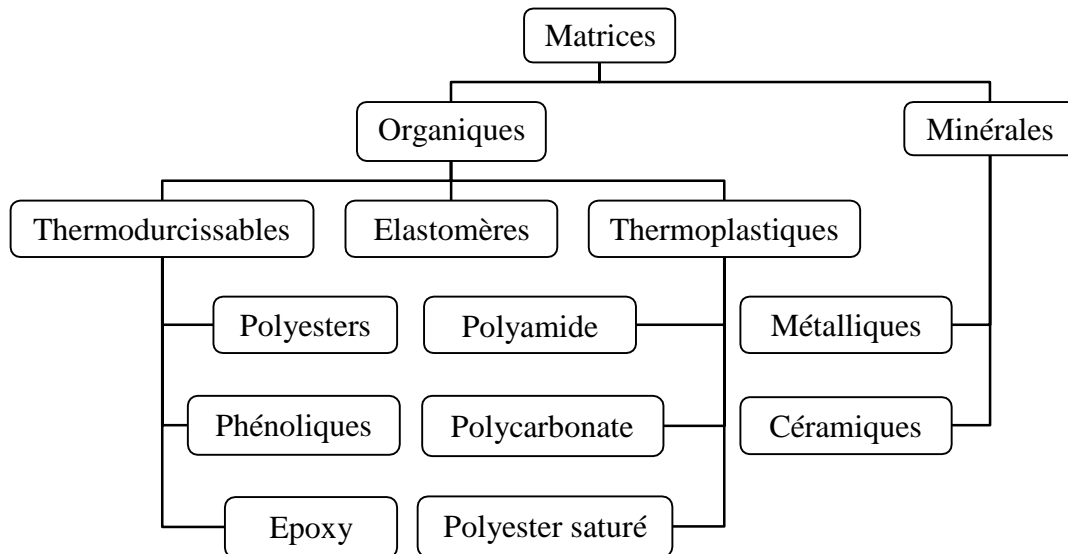 Matrices
Organiques
Minérales
Thermodurcissables
Elastomères
Thermoplastiques
Polyesters
Polyamide
Métalliques
Phénoliques
Polycarbonate
Céramiques
Epoxy
Polyester saturé